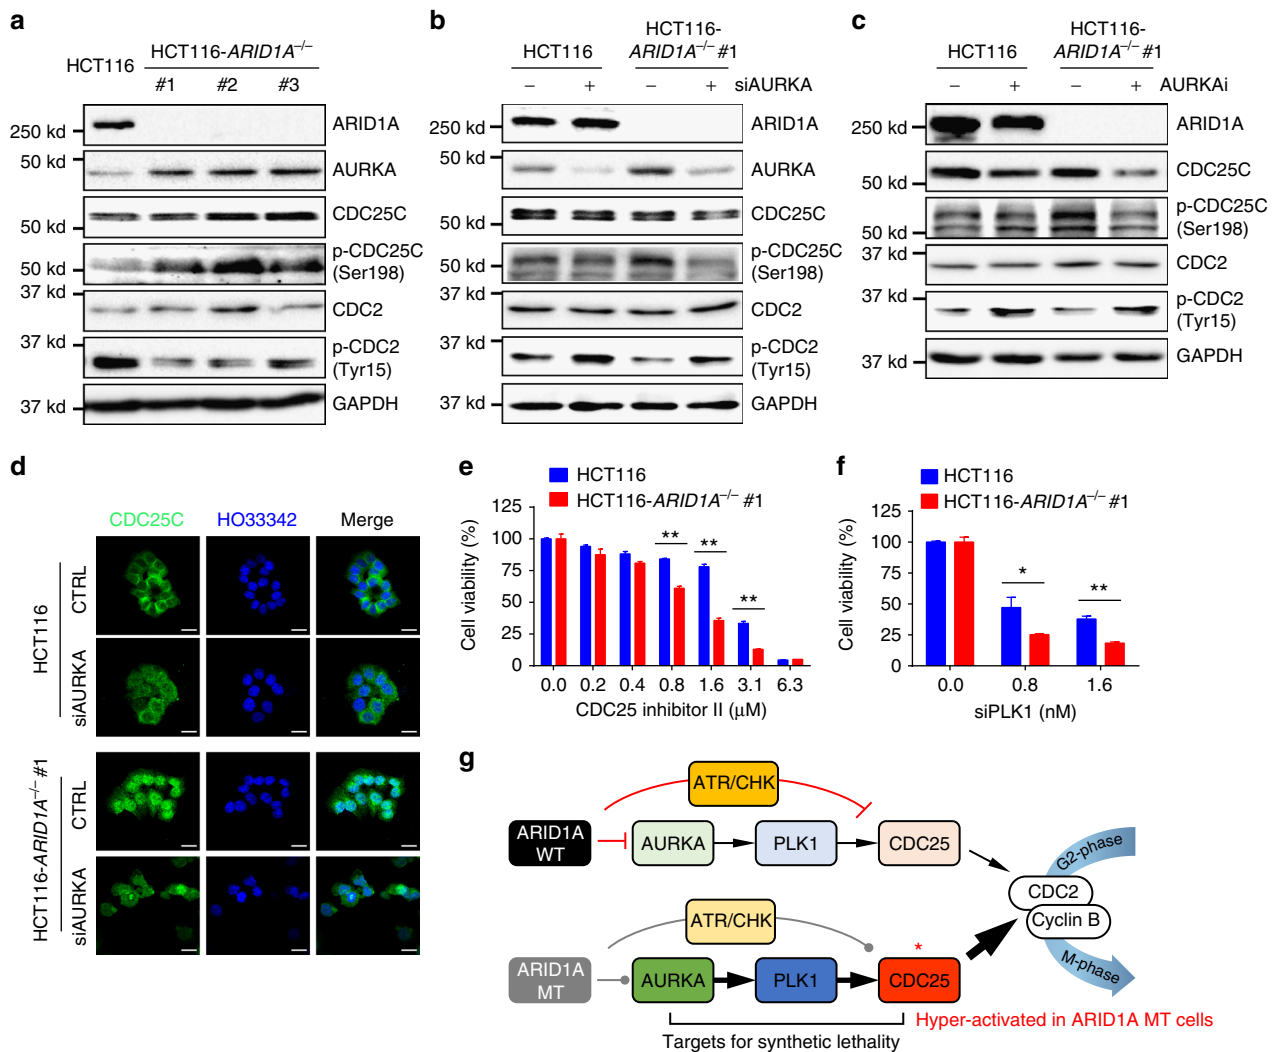 a
HCT116
HCT116-ARID1A–/–
#1 #2 #3
250 kd
ARID1A
50 kd
AURKA
50 kd
CDC25C
50 kd
p-CDC25C
(Ser198)
37 kd
CDC2
37 kd
p-CDC2
(Tyr15)
37 kd
GAPDH
b
HCT116
HCT116-
ARID1A–/– #1
– + – + siAURKA
250 kd
ARID1A
50 kd
AURKA
50 kd
CDC25C
50 kd
p-CDC25C
(Ser198)
37 kd
CDC2
37 kd
p-CDC2
(Tyr15)
37 kd
GAPDH
c
HCT116
HCT116-
ARID1A–/– #1
– + – + AURKAi
250 kd
ARID1A
50 kd
CDC25C
50 kd
p-CDC25C
(Ser198)
37 kd
CDC2
37 kd
p-CDC2
(Tyr15)
37 kd
GAPDH
d
CDC25C HO33342 Merge
HCT116
CTRL
siAURKA
HCT116-ARID1A–/– #1
CTRL
siAURKA
e
HCT116
HCT116-ARID1A–/– #1
Cell viability (%)
125
100
75
50
25
0
** ** **
0.0 0.2 0.4 0.8 1.6 3.1 6.3
CDC25 inhibitor II (μM)
f
HCT116
HCT116-ARID1A–/– #1
Cell viability (%)
125
100
75
50
25
0
* **
0.0 0.8 1.6
siPLK1 (nM)
g
ATR/CHK
ARID1A
WT
AURKA
PLK1
CDC25
ATR/CHK
ARID1A
MT
AURKA
PLK1
*
CDC25
CDC2
Cyclin B
G2-phase
M-phase
Hyper-activated in ARID1A MT cells
Targets for synthetic lethality